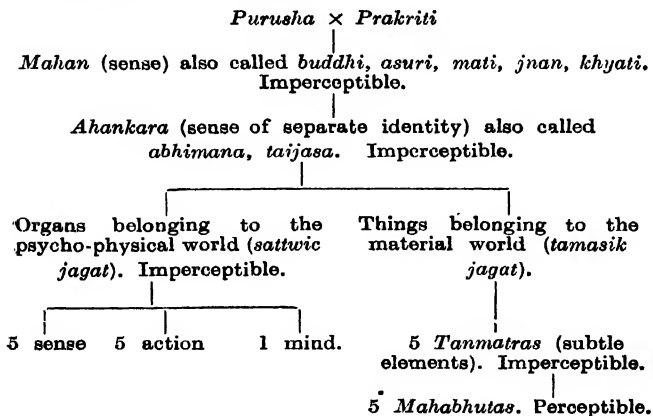 Purusha × Prakriti
Mahan (sense) also called buddhi, asuri, mati, jnan, khyati.
Imperceptible.
Ahankara (sense of separate identity) also called
abhimana, taijasa. Imperceptible.
Organs belonging to the
psycho-physical world (sattwic
jagat). Imperceptible.
Things belonging to the
material world (tamasik
jagat).
5 sense 5 action 1 mind.
5 Tanmatras (subtle
elements). Imperceptible.
5 Mahabhutas. Perceptible.